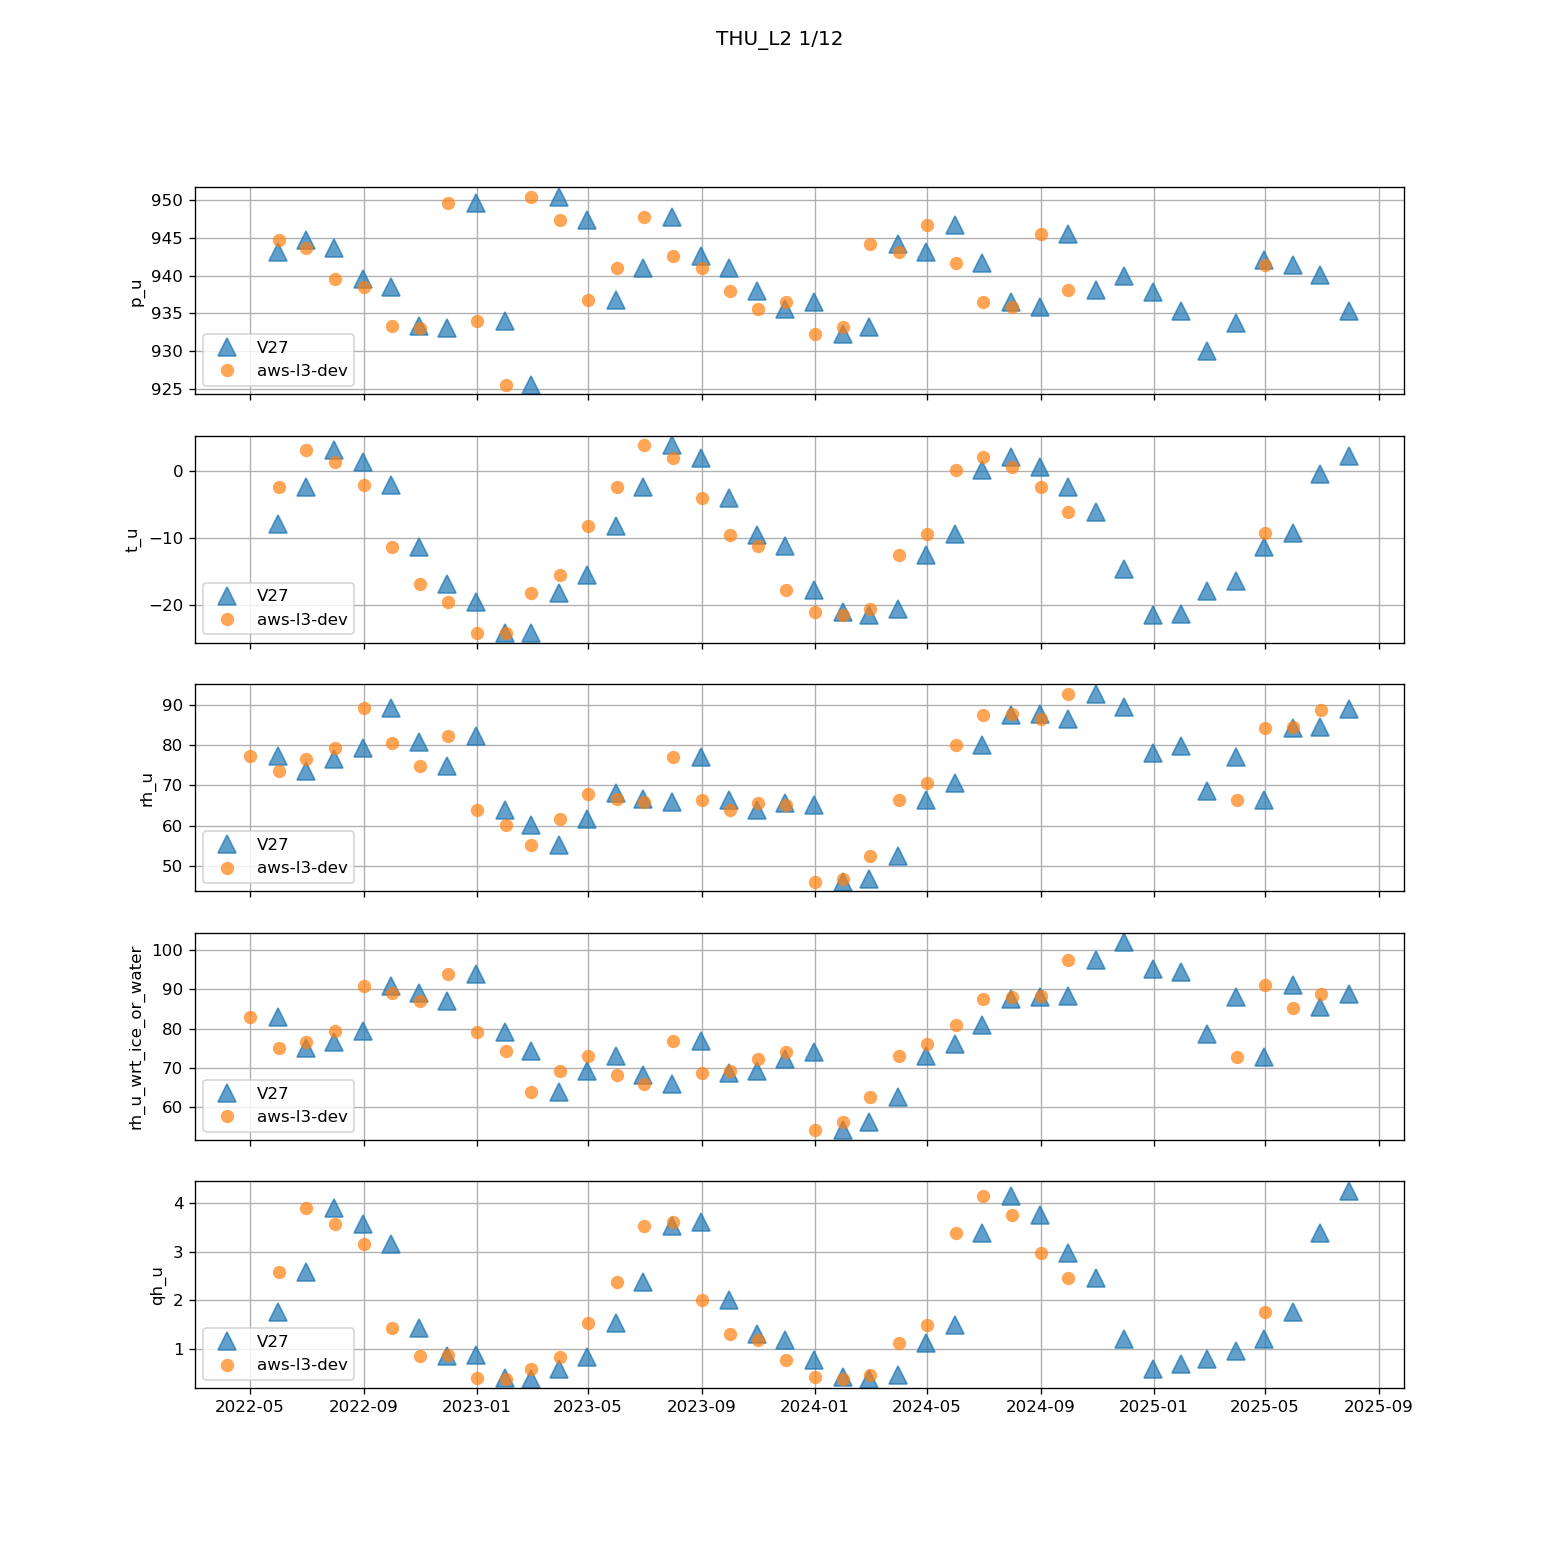 THU_L2 1/12
950
945
940
935
930
925
p_u
V27
aws-l3-dev
0
−10
−20
t_u
V27
aws-l3-dev
90
80
70
60
50
rh_u
V27
aws-l3-dev
100
90
80
70
60
rh_u_wrt_ice_or_water
V27
aws-l3-dev
4
3
2
1
qh_u
V27
aws-l3-dev
2022-05 2022-09 2023-01 2023-05 2023-09 2024-01 2024-05 2024-09 2025-01 2025-05 2025-09